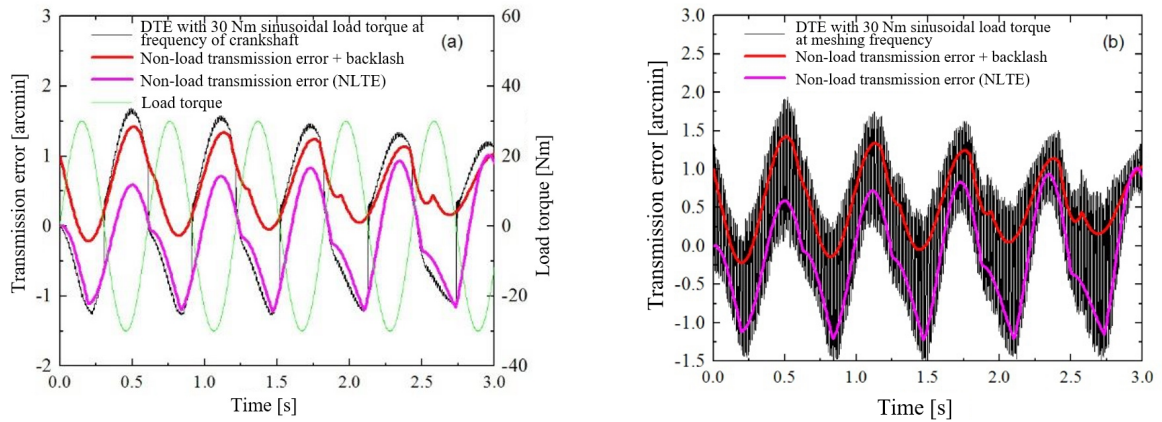 DTE with 30 Nm sinusoidal load torque at
frequency of crankshaft
(a)
Non-load transmission error + backlash
Non-load transmission error (NLTE)
Load torque
Transmission error [arcmin]
3
2
1
0
-1
-2
60
40
20
0
-20
-40
Load torque [Nm]
0.0 0.5 1.0 1.5 2.0 2.5 3.0
Time [s]
DTE with 30 Nm sinusoidal load torque
at meshing frequency
(b)
Non-load transmission error + backlash
Non-load transmission error (NLTE)
Transmission error [arcmin]
3.0
2.5
2.0
1.5
1.0
0.5
0.0
-0.5
-1.0
-1.5
0.0 0.5 1.0 1.5 2.0 2.5 3.0
Time [s]